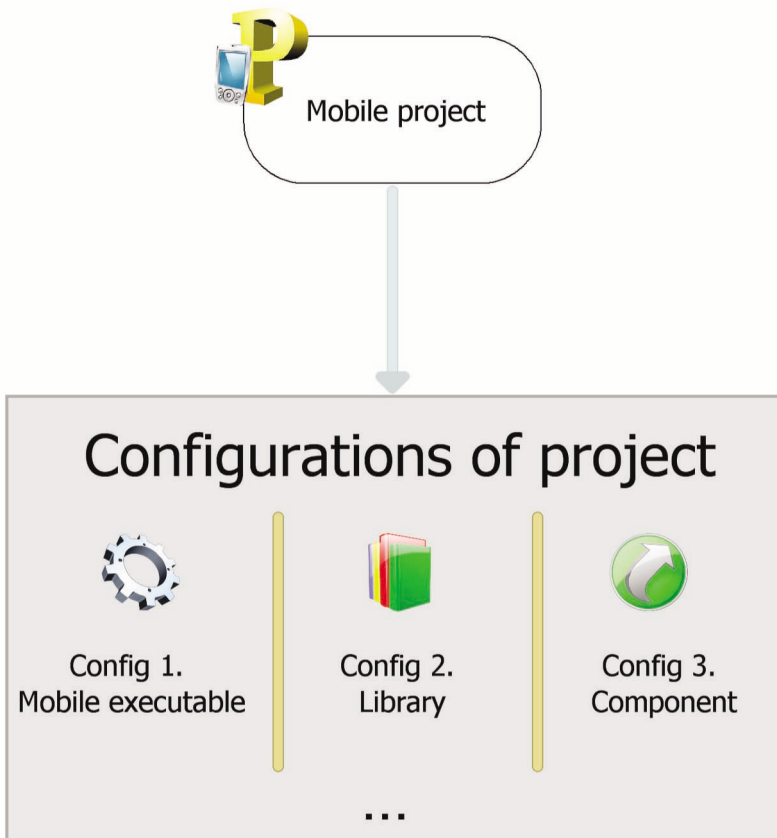 P
Mobile project
Configurations of project
Config 1.
Mobile executable
Config 2.
Library
Config 3.
Component
...